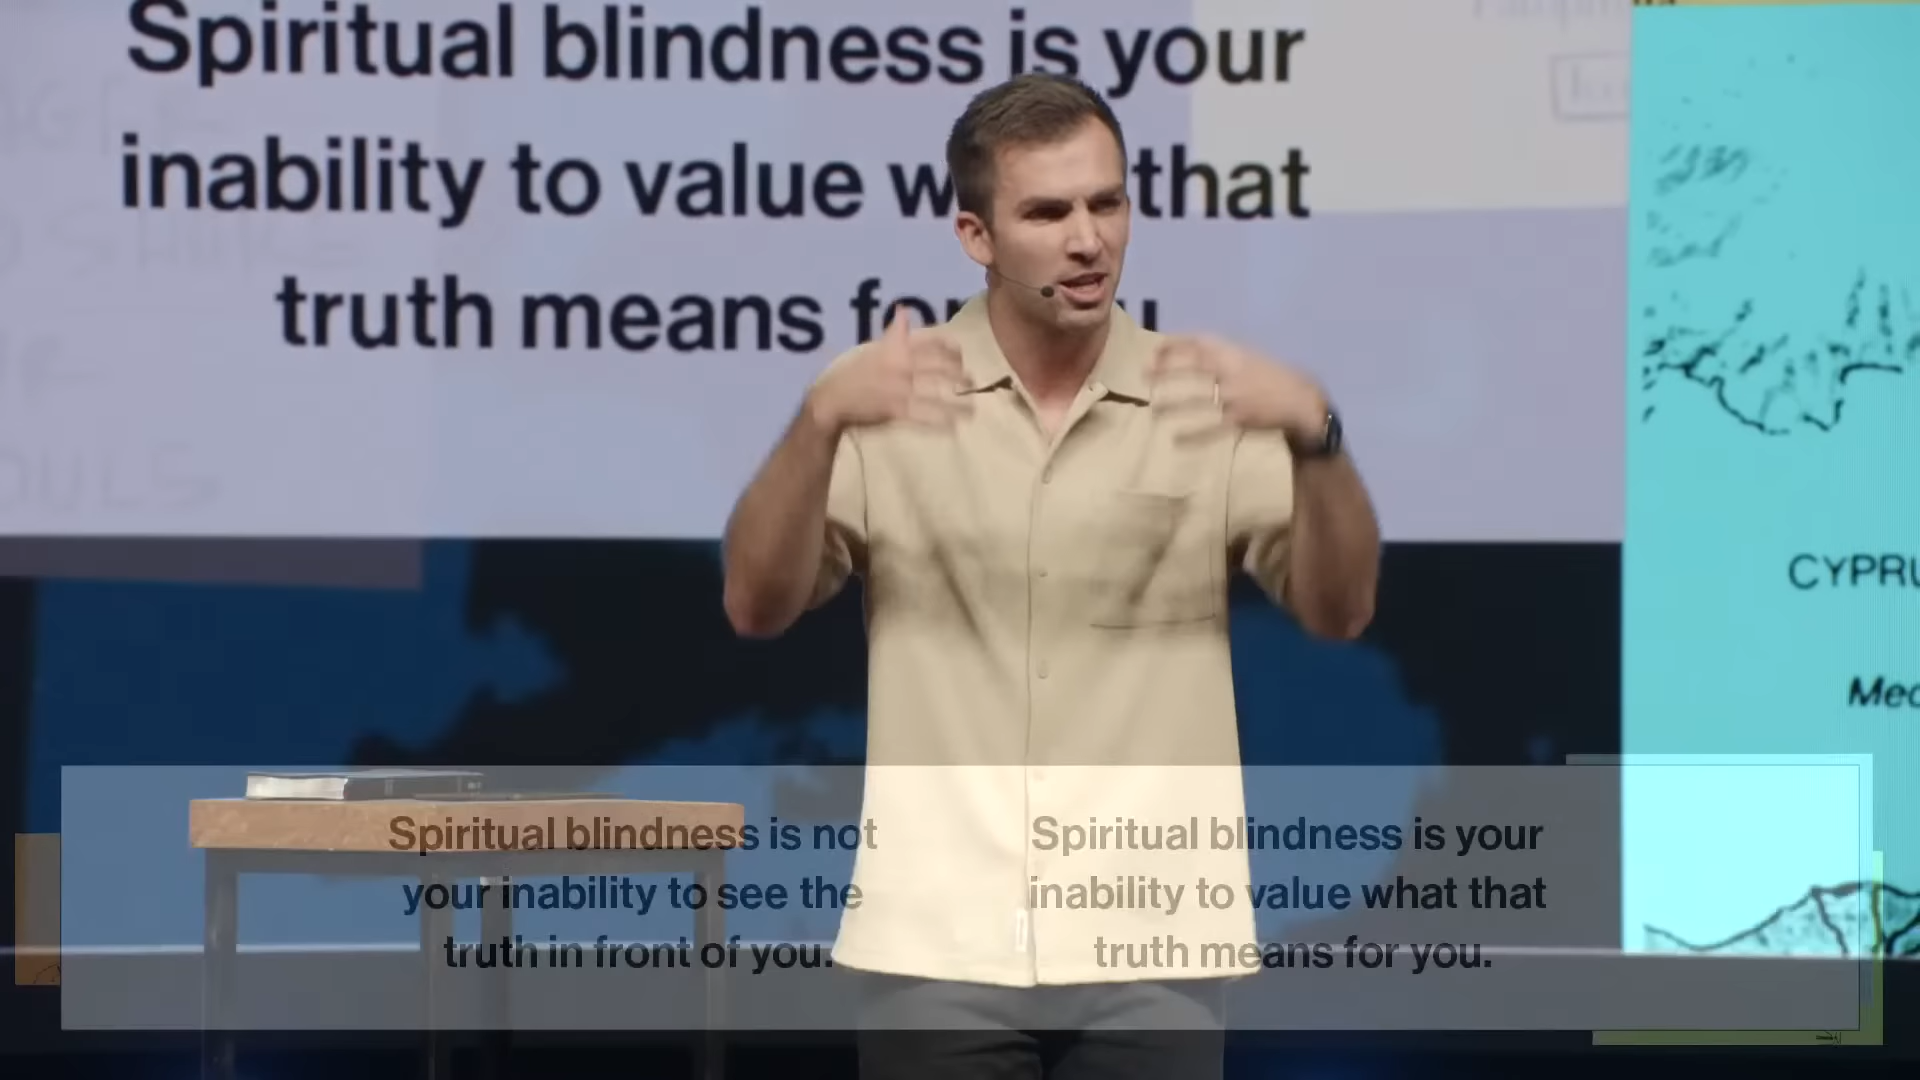 Spiritual blindness is your
inability to value that
truth means
CYPRU
Med
Spiritual blindness is not
your inability to see the
truth in front of you.
Spiritual blindness is your
inability to value what that
truth means for you.